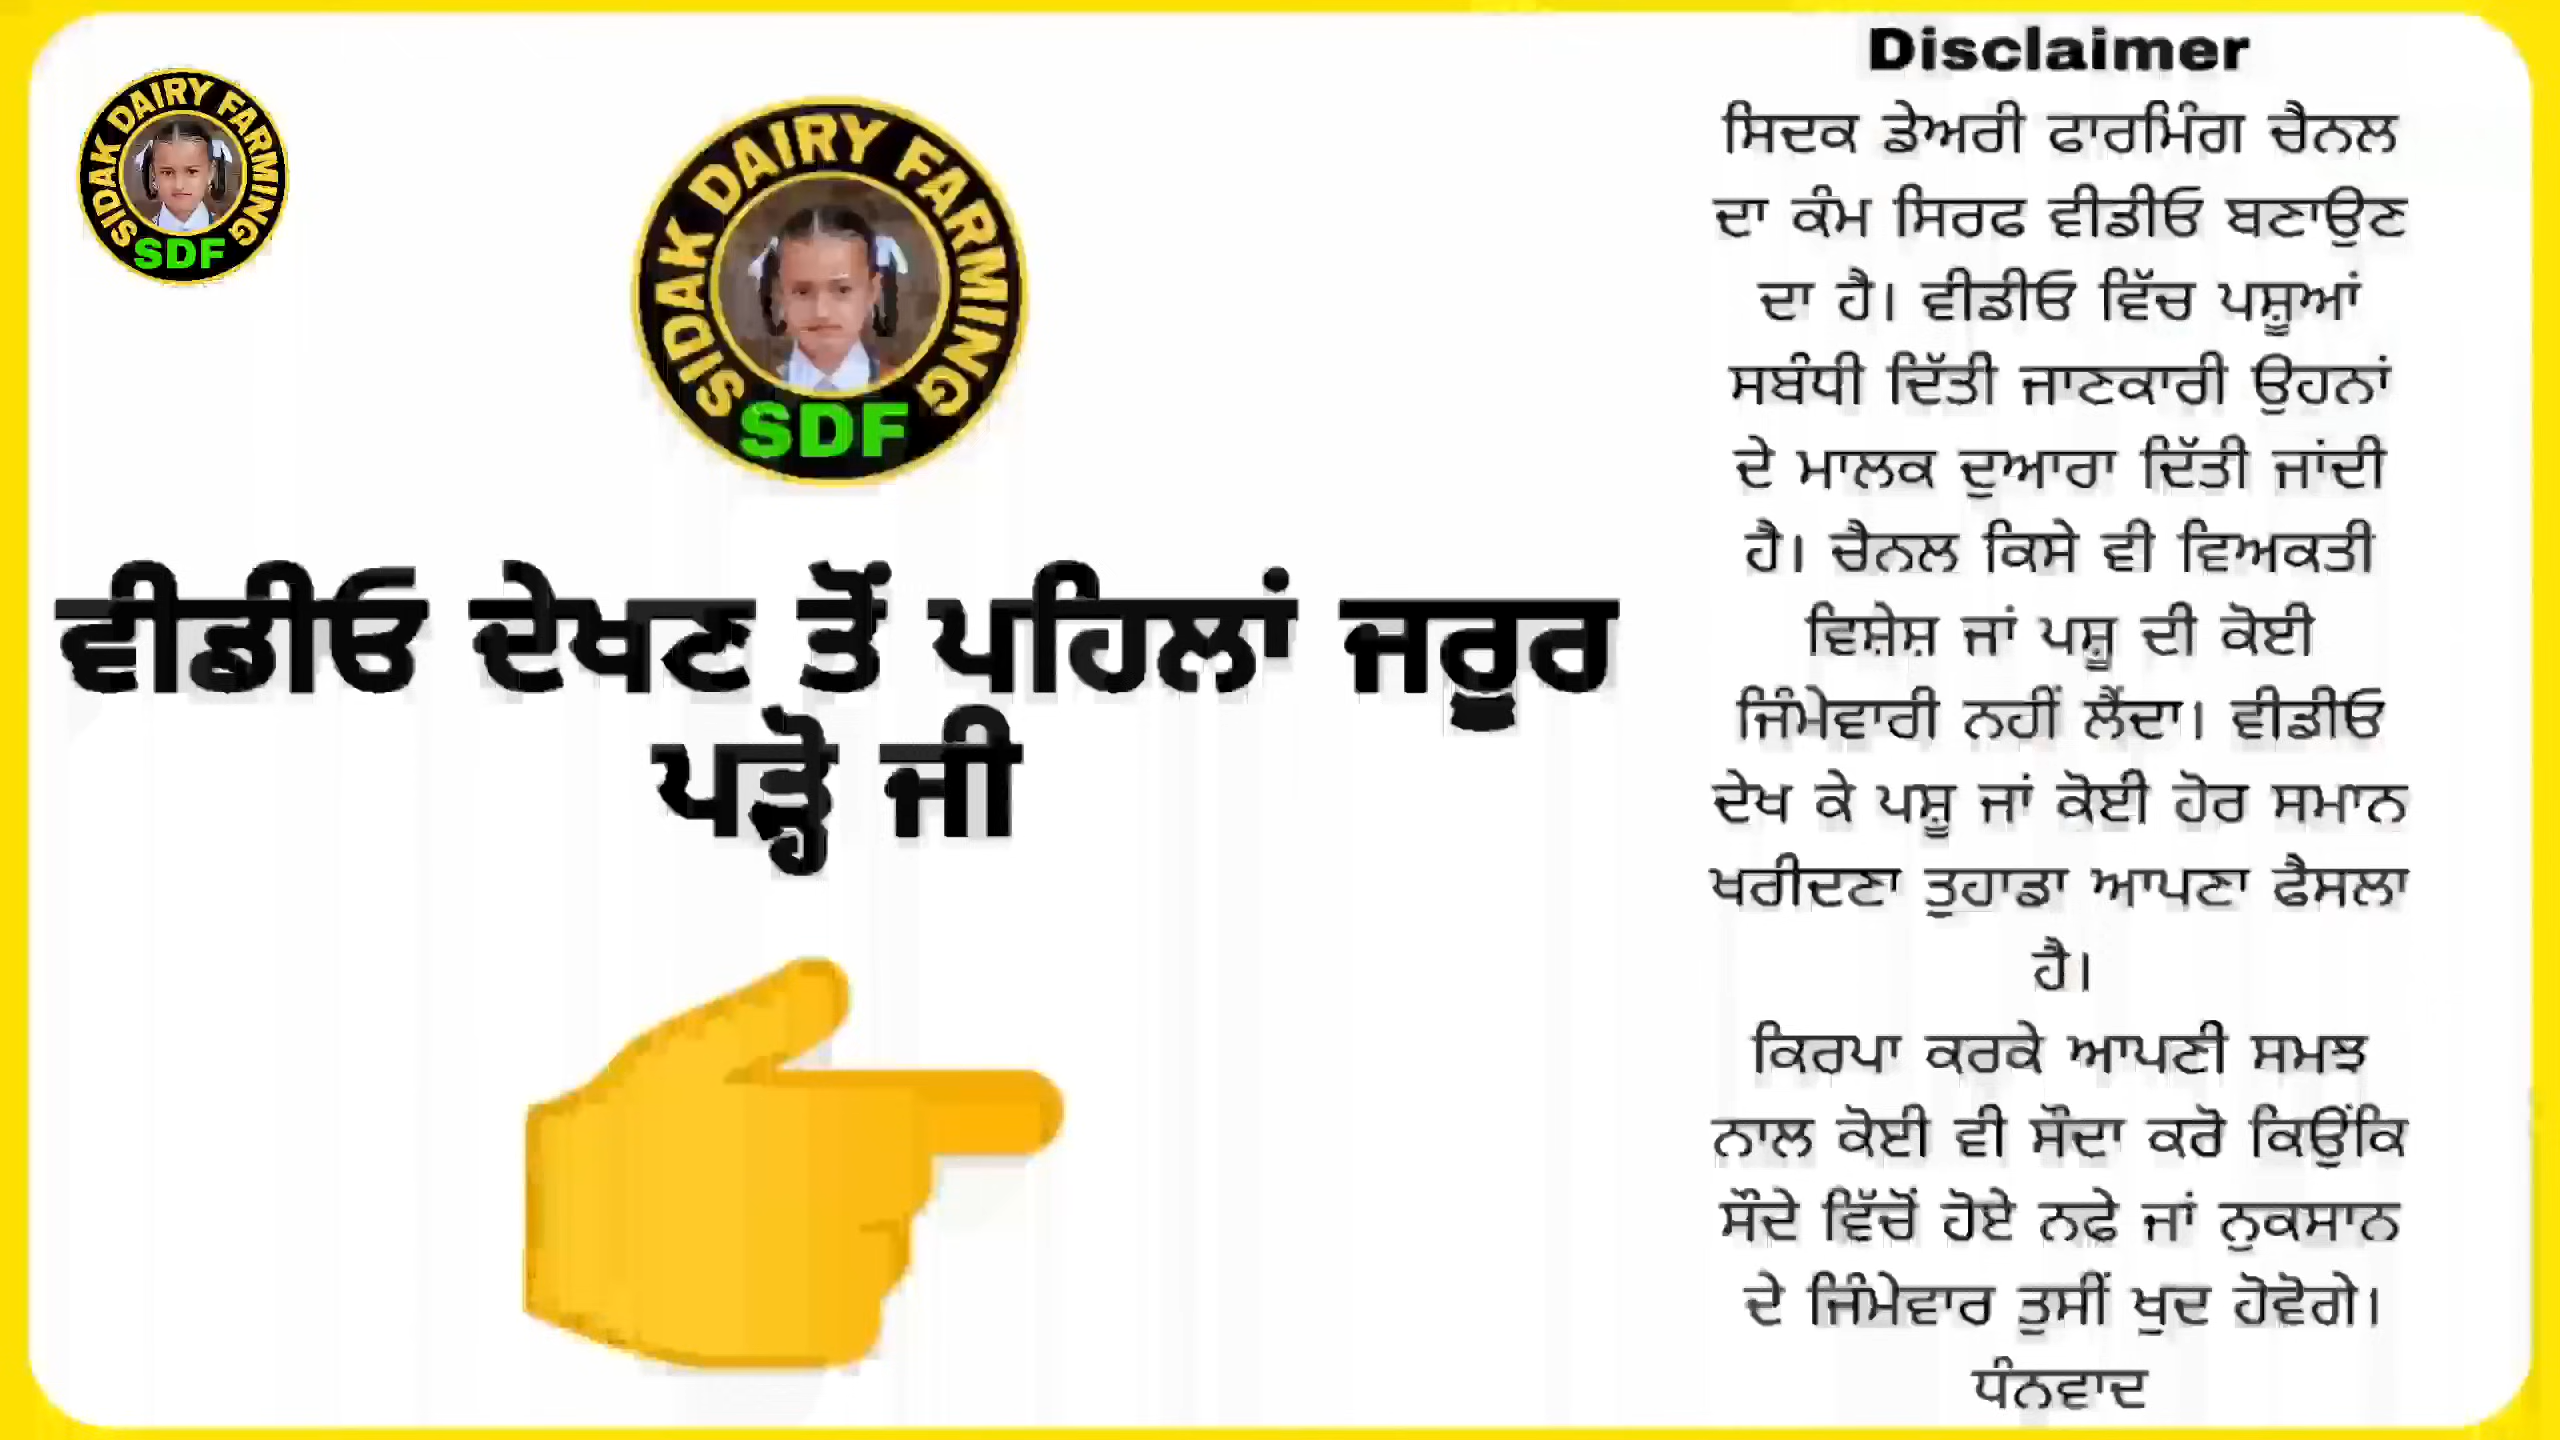 SIDAK DAIRY FARMING
SDF
SIDAK DAIRY FARMING
SDF
ਵੀਡੀਓ ਦੇਖਣ ਤੋਂ ਪਹਿਲਾਂ ਜਰੂਰ
ਪੜ੍ਹੋ ਜੀ
Disclaimer
ਸਿਦਕ ਡੇਅਰੀ ਫਾਰਮਿੰਗ ਚੈਨਲ
ਦਾ ਕੰਮ ਸਿਰਫ ਵੀਡੀਓ ਬਣਾਉਣ
ਦਾ ਹੈ। ਵੀਡੀਓ ਵਿੱਚ ਪਸ਼ੂਆਂ
ਸਬੰਧੀ ਦਿੱਤੀ ਜਾਣਕਾਰੀ ਉਹਨਾਂ
ਦੇ ਮਾਲਕ ਦੁਆਰਾ ਦਿੱਤੀ ਜਾਂਦੀ
ਹੈ। ਚੈਨਲ ਕਿਸੇ ਵੀ ਵਿਅਕਤੀ
ਵਿਸ਼ੇਸ਼ ਜਾਂ ਪਸ਼ੂ ਦੀ ਕੋਈ
ਜਿੰਮੇਵਾਰੀ ਨਹੀਂ ਲੈਂਦਾ। ਵੀਡੀਓ
ਦੇਖ ਕੇ ਪਸ਼ੂ ਜਾਂ ਕੋਈ ਹੋਰ ਸਮਾਨ
ਖਰੀਦਣਾ ਤੁਹਾਡਾ ਆਪਣਾ ਫੈਸਲਾ
ਹੈ।
ਕਿਰਪਾ ਕਰਕੇ ਆਪਣੀ ਸਮਝ
ਨਾਲ ਕੋਈ ਵੀ ਸੌਦਾ ਕਰੋ ਕਿਉਂਕਿ
ਸੌਦੇ ਵਿੱਚੋਂ ਹੋਏ ਨਫੇ ਜਾਂ ਨੁਕਸਾਨ
ਦੇ ਜਿੰਮੇਵਾਰ ਤੁਸੀਂ ਖੁਦ ਹੋਵੋਗੇ।
ਧੰਨਵਾਦ